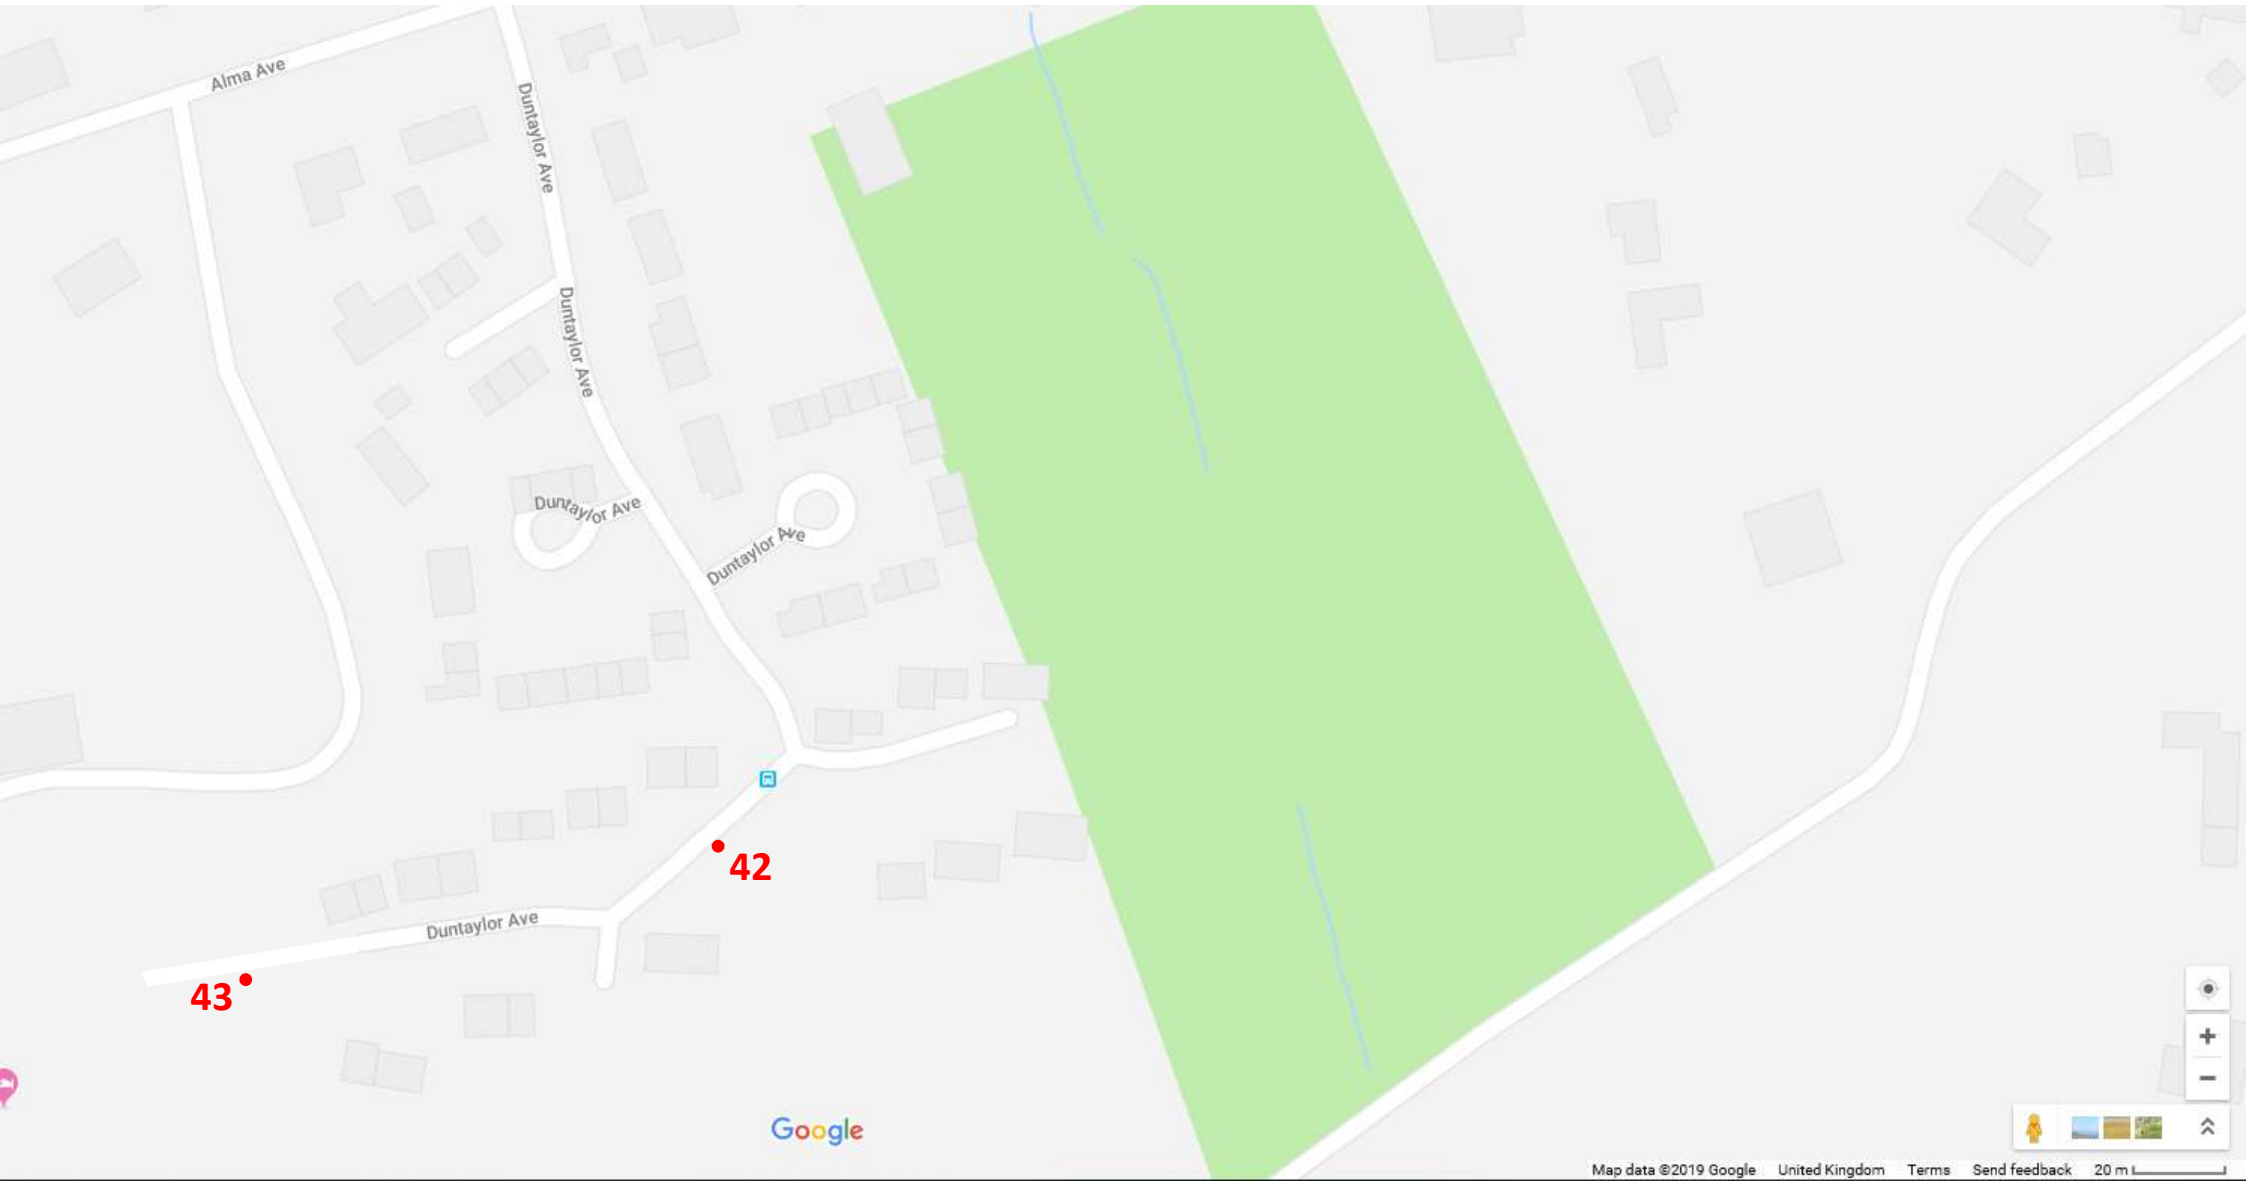 Alma Ave
Duntaylor Ave
Duntaylor Ave
Duntaylor Ave
Duntaylor Ave
42
Duntaylor Ave
43
Google
Map data ©2019 Google United Kingdom Terms Send feedback 20 m